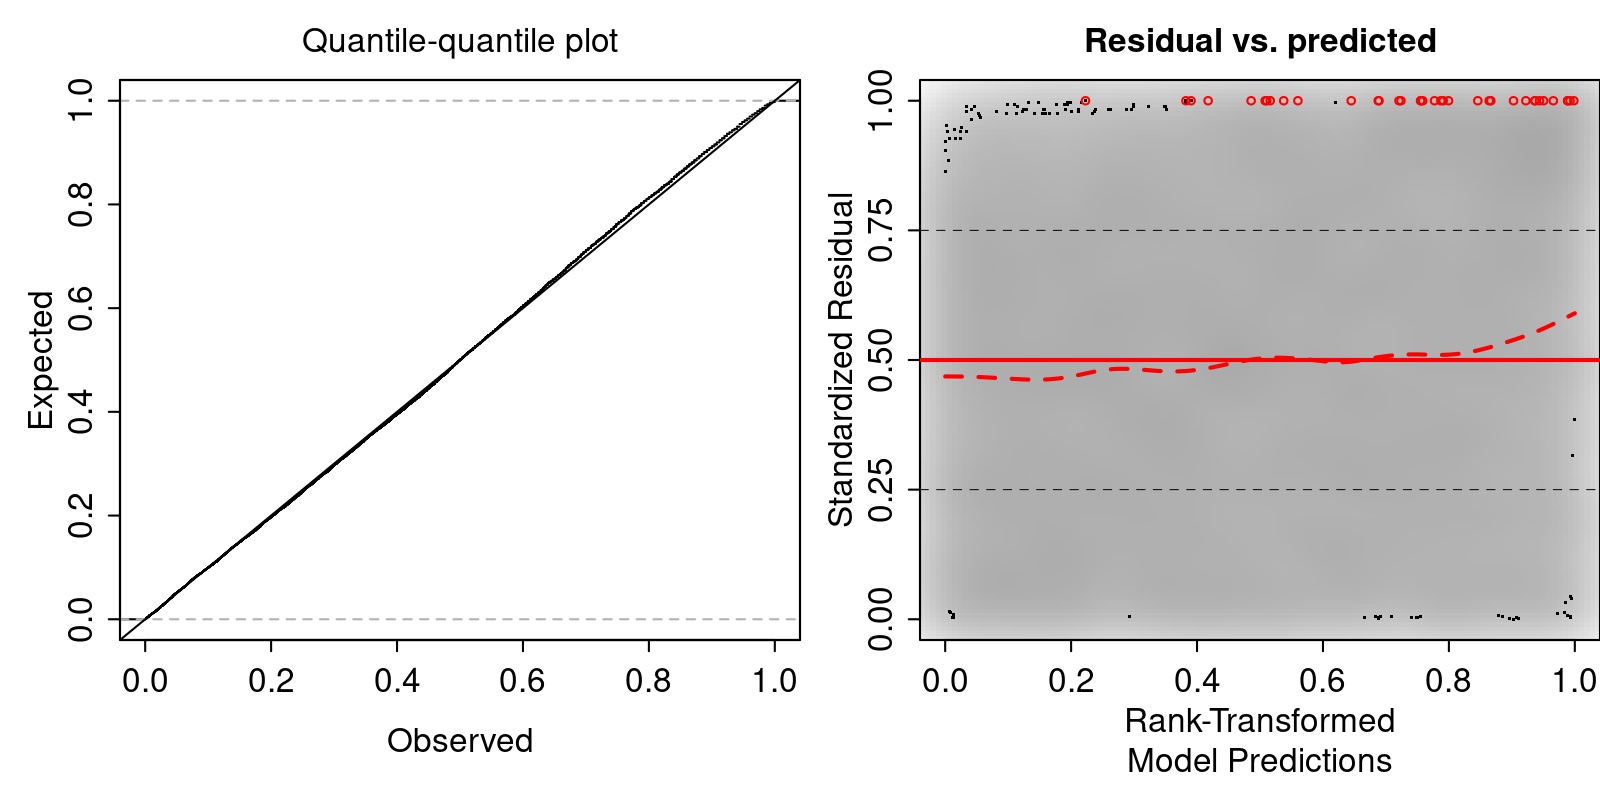 Quantile-quantile plot
Expected
0.0 0.2 0.4 0.6 0.8 1.0
0.0 0.2 0.4 0.6 0.8 1.0
Observed
Residual vs. predicted
Standardized Residual
0.00 0.25 0.50 0.75 1.00
0.0 0.2 0.4 0.6 0.8 1.0
Rank-Transformed
Model Predictions